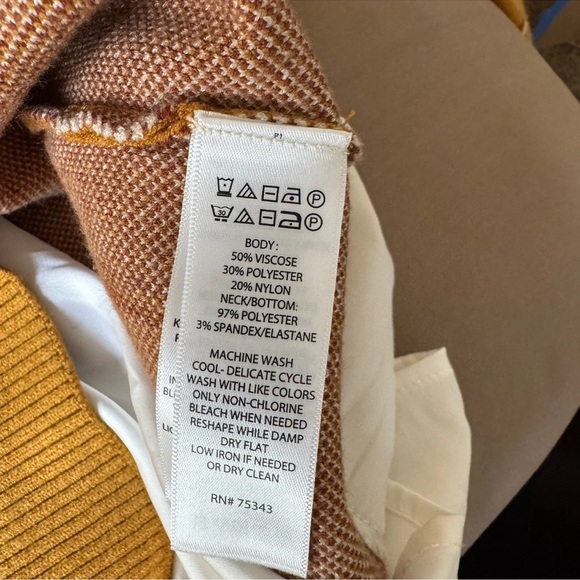 P1
P
30 P
BODY:
50% VISCOSE
30% POLYESTER
20% NYLON
NECK/BOTTOM:
97% POLYESTER
3% SPANDEX/ELASTANE
MACHINE WASH
COOL- DELICATE CYCLE
WASH WITH LIKE COLORS
ONLY NON-CHLORINE
BLEACH WHEN NEEDED
RESHAPE WHILE DAMP
DRY FLAT
LOW IRON IF NEEDED
OR DRY CLEAN
RN# 75343